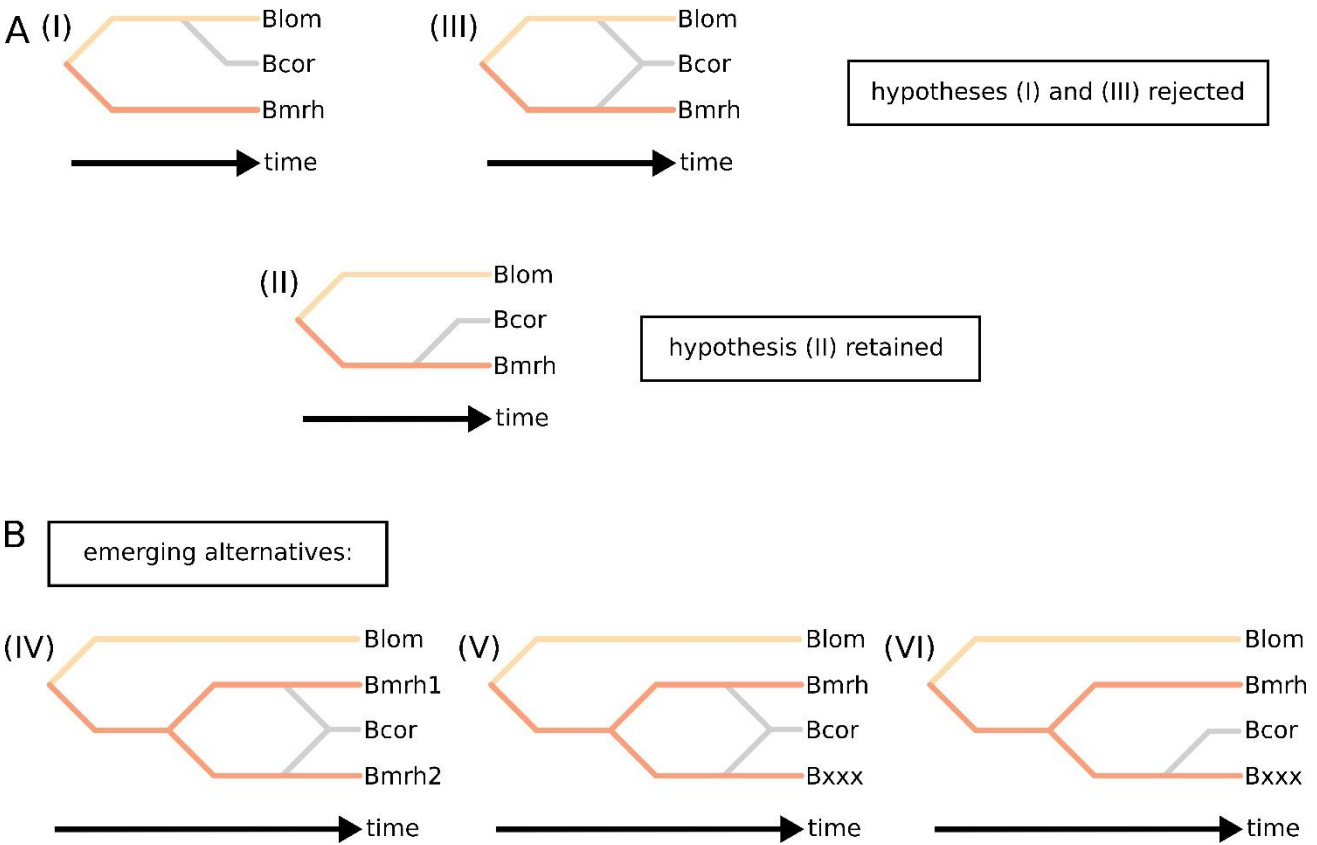 A (I)
Blom
Bcor
Bmrh
time
(III)
Blom
Bcor
Bmrh
time
hypotheses (I) and (III) rejected
(II)
Blom
Bcor
Bmrh
time
hypothesis (II) retained
B
emerging alternatives:
(IV)
Blom
Bmrh1
Bcor
Bmrh2
time
(V)
Blom
Bmrh
Bcor
Bxxx
time
(VI)
Blom
Bmrh
Bcor
Bxxx
time